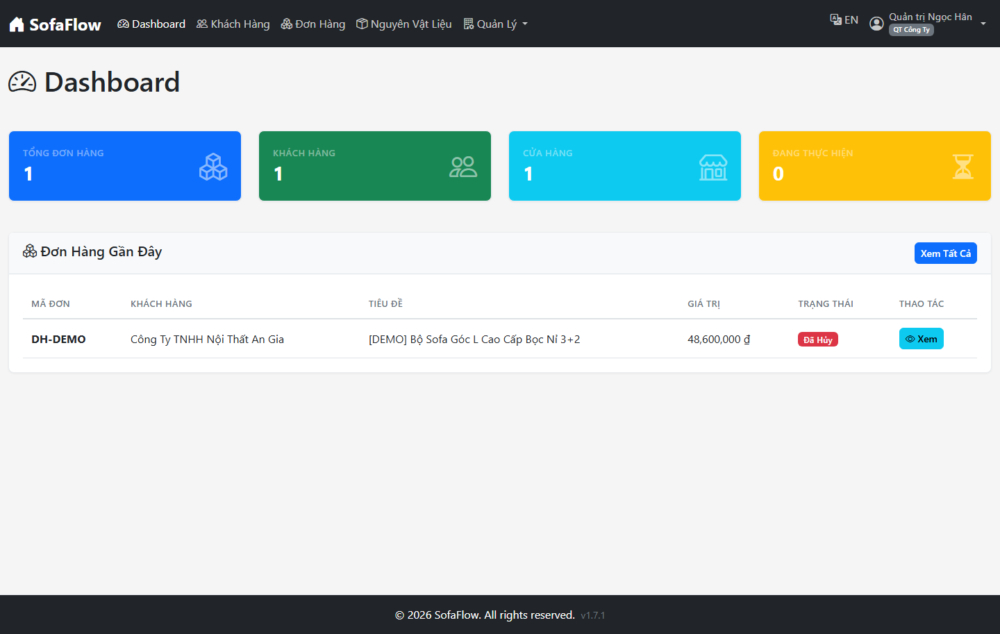 SofaFlow Dashboard Khách Hàng Đơn Hàng Nguyên Vật Liệu Quản Lý EN Quản trị Ngọc Hân
QT Công Ty
Dashboard
TỔNG ĐƠN HÀNG
1
KHÁCH HÀNG
1
CỬA HÀNG
1
ĐANG THỰC HIỆN
0
Đơn Hàng Gần Đây Xem Tất Cả
MÃ ĐƠN KHÁCH HÀNG TIÊU ĐỀ GIÁ TRỊ TRẠNG THÁI THAO TÁC
DH-DEMO Công Ty TNHH Nội Thất An Gia [DEMO] Bộ Sofa Góc L Cao Cấp Bọc Nỉ 3+2 48,600,000 ₫ Đã Hủy Xem
© 2026 SofaFlow. All rights reserved. v1.7.1